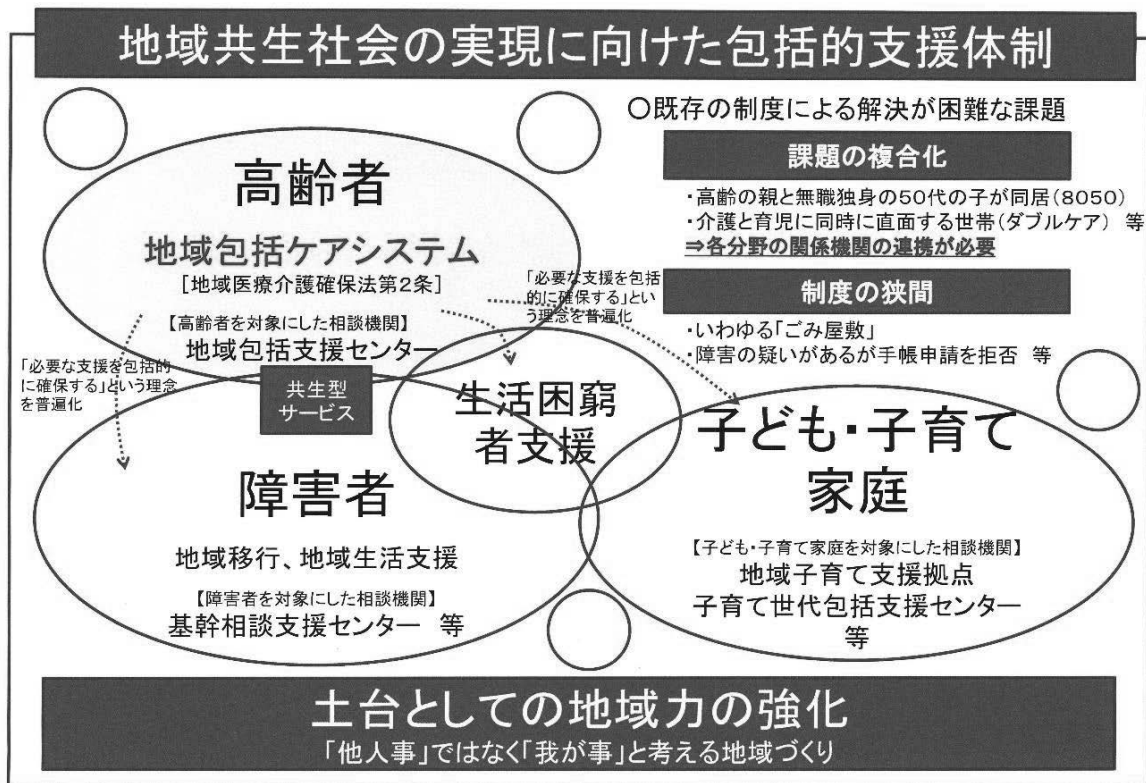 地域共生社会の実現に向けた包括的支援体制
高齢者
地域包括ケアシステム
[地域医療介護確保法第2条]
【高齢者を対象にした相談機関】
地域包括支援センター
「必要な支援を包括的
に確保する」という理念
を普遍化
「必要な支援を包括
的に確保する」とい
う理念を普遍化
共生型
サービス
生活困窮
者支援
障害者
地域移行、地域生活支援
【障害者を対象にした相談機関】
基幹相談支援センター 等
〇既存の制度による解決が困難な課題
課題の複合化
・高齢の親と無職独身の50代の子が同居(8050)
・介護と育児に同時に直面する世帯(ダブルケア) 等
⇒各分野の関係機関の連携が必要
制度の狭間
・いわゆる「ごみ屋敷」
・障害の疑いがあるが手帳申請を拒否 等
子ども・子育て
家庭
【子ども・子育て家庭を対象にした相談機関】
地域子育て支援拠点
子育て世代包括支援センター
等
土台としての地域力の強化
「他人事」ではなく「我が事」と考える地域づくり